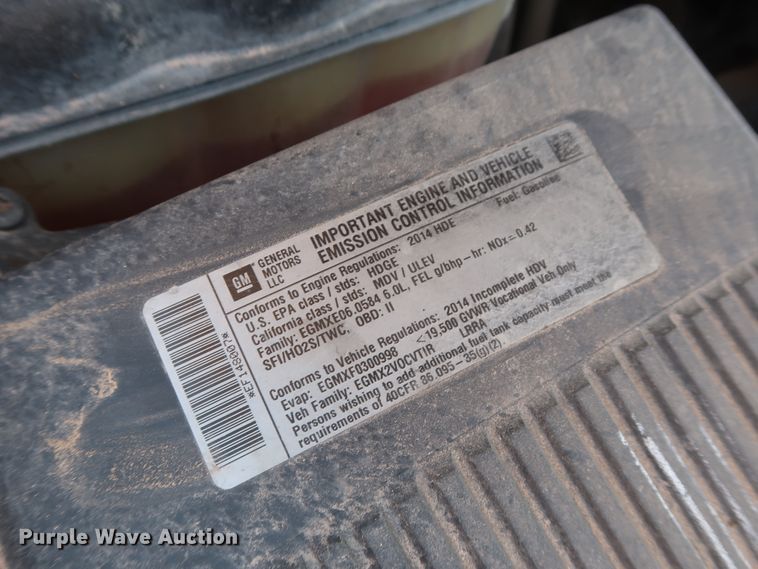 GM
GENERAL
MOTORS
LLC
IMPORTANT ENGINE AND VEHICLE
EMISSION CONTROL INFORMATION
Conforms to Engine Regulations: 2014 HDE Fuel: Gasoline
U.S. EPA class / stds: HDGE
California class / stds: MDV / ULEV
Family: EGMXE06.0584 6.0L, FEL g/bhp-hr: NOx=0.42
SFI/HO2S/TWC, OBD: II
Conforms to Vehicle Regulations: 2014 Incomplete HDV
Evap: EGMXF0300998 <19,500 GVWR Vocational Veh Only
Veh Family: EGMX2VOCVTIR LRRA
Persons wishing to add additional fuel tank capacity must meet the
requirements of 40CFR 86.095-35(g)(2).
*EF148007*
Purple Wave Auction®